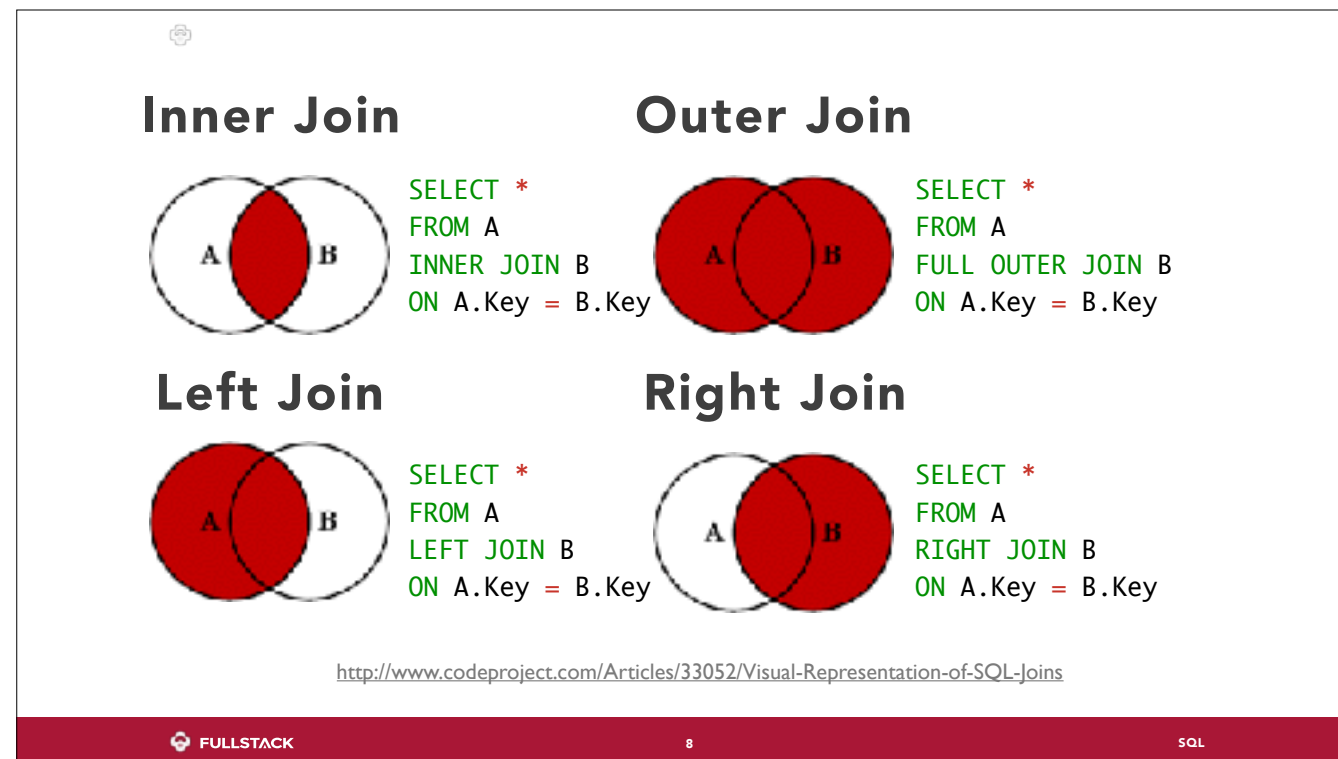 Inner Join
A B
SELECT *
FROM A
INNER JOIN B
ON A.Key = B.Key
Outer Join
A B
SELECT *
FROM A
FULL OUTER JOIN B
ON A.Key = B.Key
Left Join
A B
SELECT *
FROM A
LEFT JOIN B
ON A.Key = B.Key
Right Join
A B
SELECT *
FROM A
RIGHT JOIN B
ON A.Key = B.Key
http://www.codeproject.com/Articles/33052/Visual-Representation-of-SQL-Joins
FULLSTACK 8 SQL